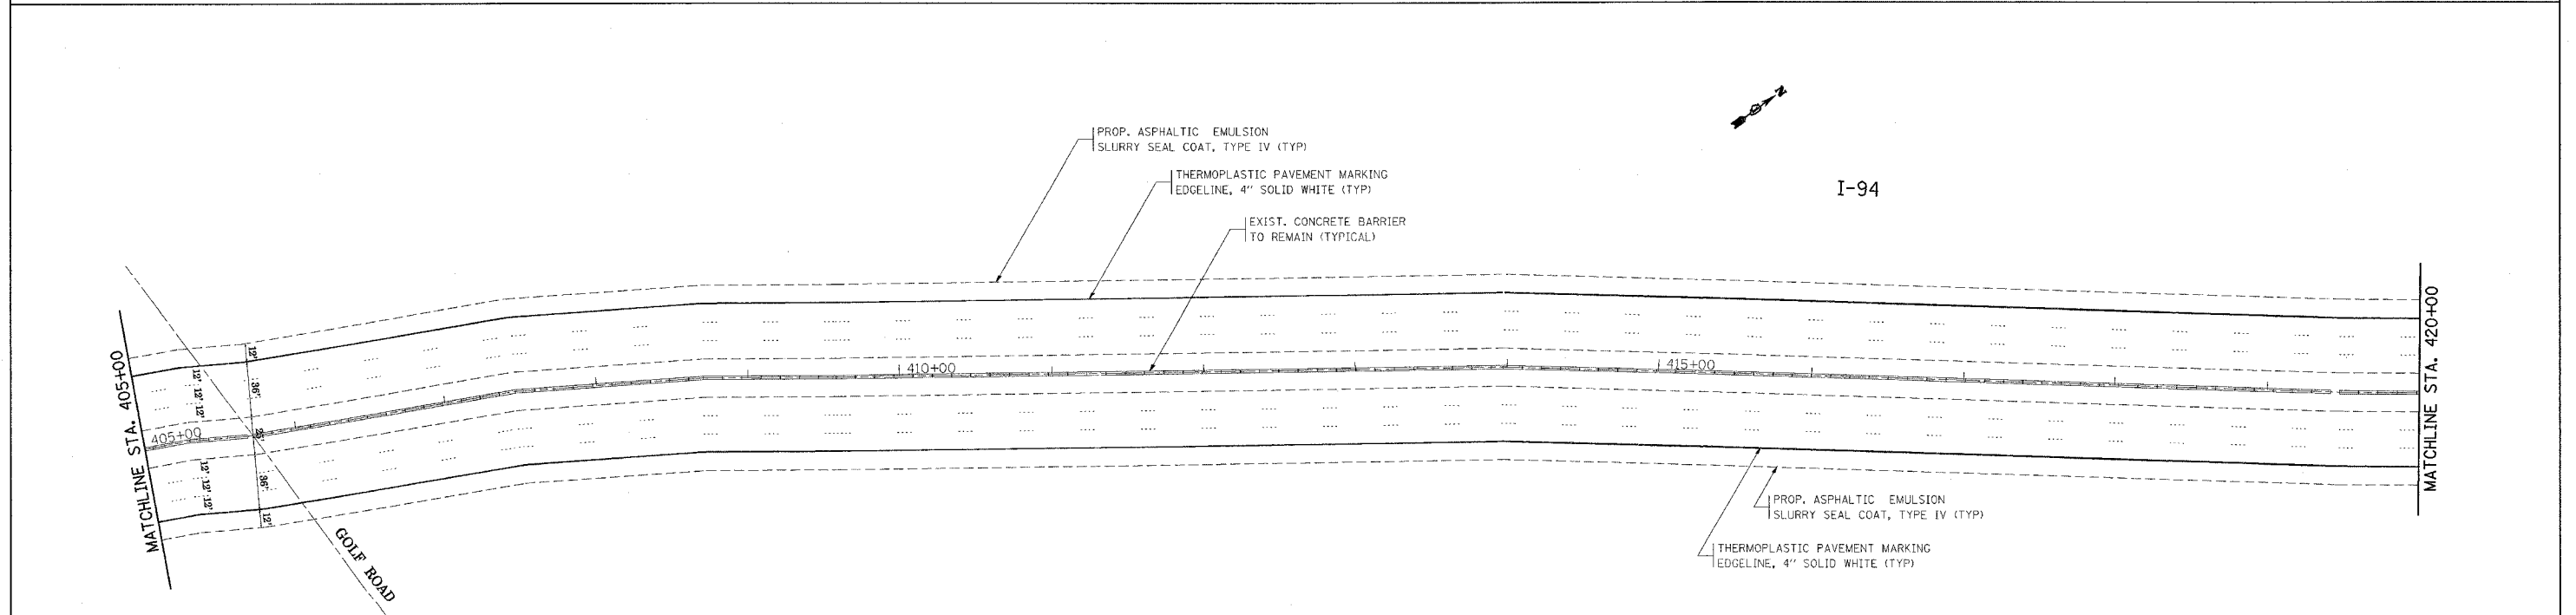 N
PROP. ASPHALTIC EMULSION
SLURRY SEAL COAT, TYPE IV (TYP)
THERMOPLASTIC PAVEMENT MARKING
EDGELINE, 4" SOLID WHITE (TYP)
I-94
EXIST. CONCRETE BARRIER
TO REMAIN (TYPICAL)
MATCHLINE STA. 405+00
12'
36'
12' 12' 12'
405+00
12' 12' 12'
36'
12'
GOLF ROAD
410+00
415+00
MATCHLINE STA. 420+00
PROP. ASPHALTIC EMULSION
SLURRY SEAL COAT, TYPE IV (TYP)
THERMOPLASTIC PAVEMENT MARKING
EDGELINE, 4" SOLID WHITE (TYP)